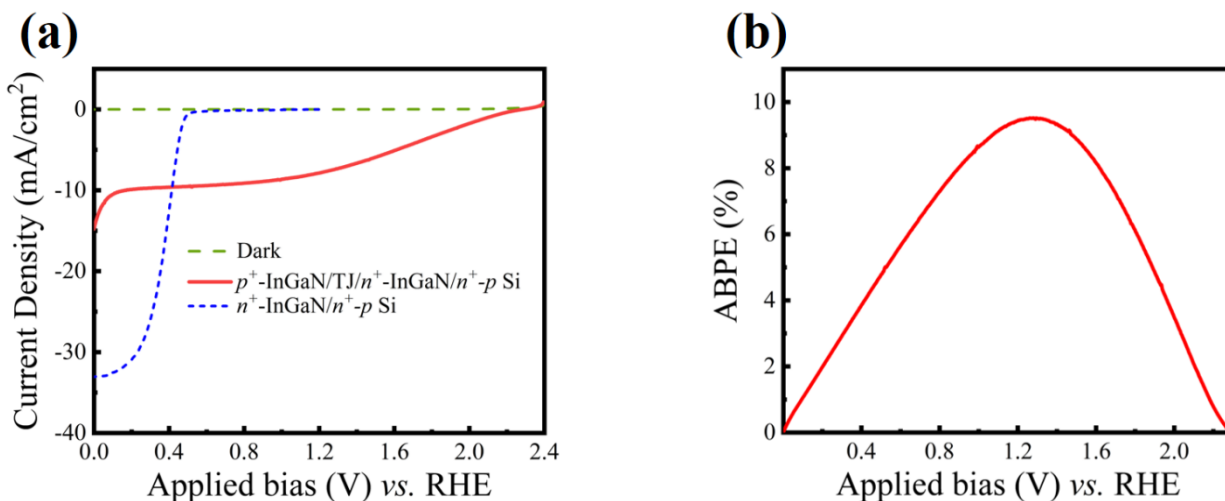 (a)
Current Density (mA/cm²)
0
-10
-20
-30
-40
Dark
p⁺-InGaN/TJ/n⁺-InGaN/n⁺-p Si
n⁺-InGaN/n⁺-p Si
0.0 0.4 0.8 1.2 1.6 2.0 2.4
Applied bias (V) vs. RHE
(b)
ABPE (%)
10
8
6
4
2
0
0.4 0.8 1.2 1.6 2.0
Applied bias (V) vs. RHE